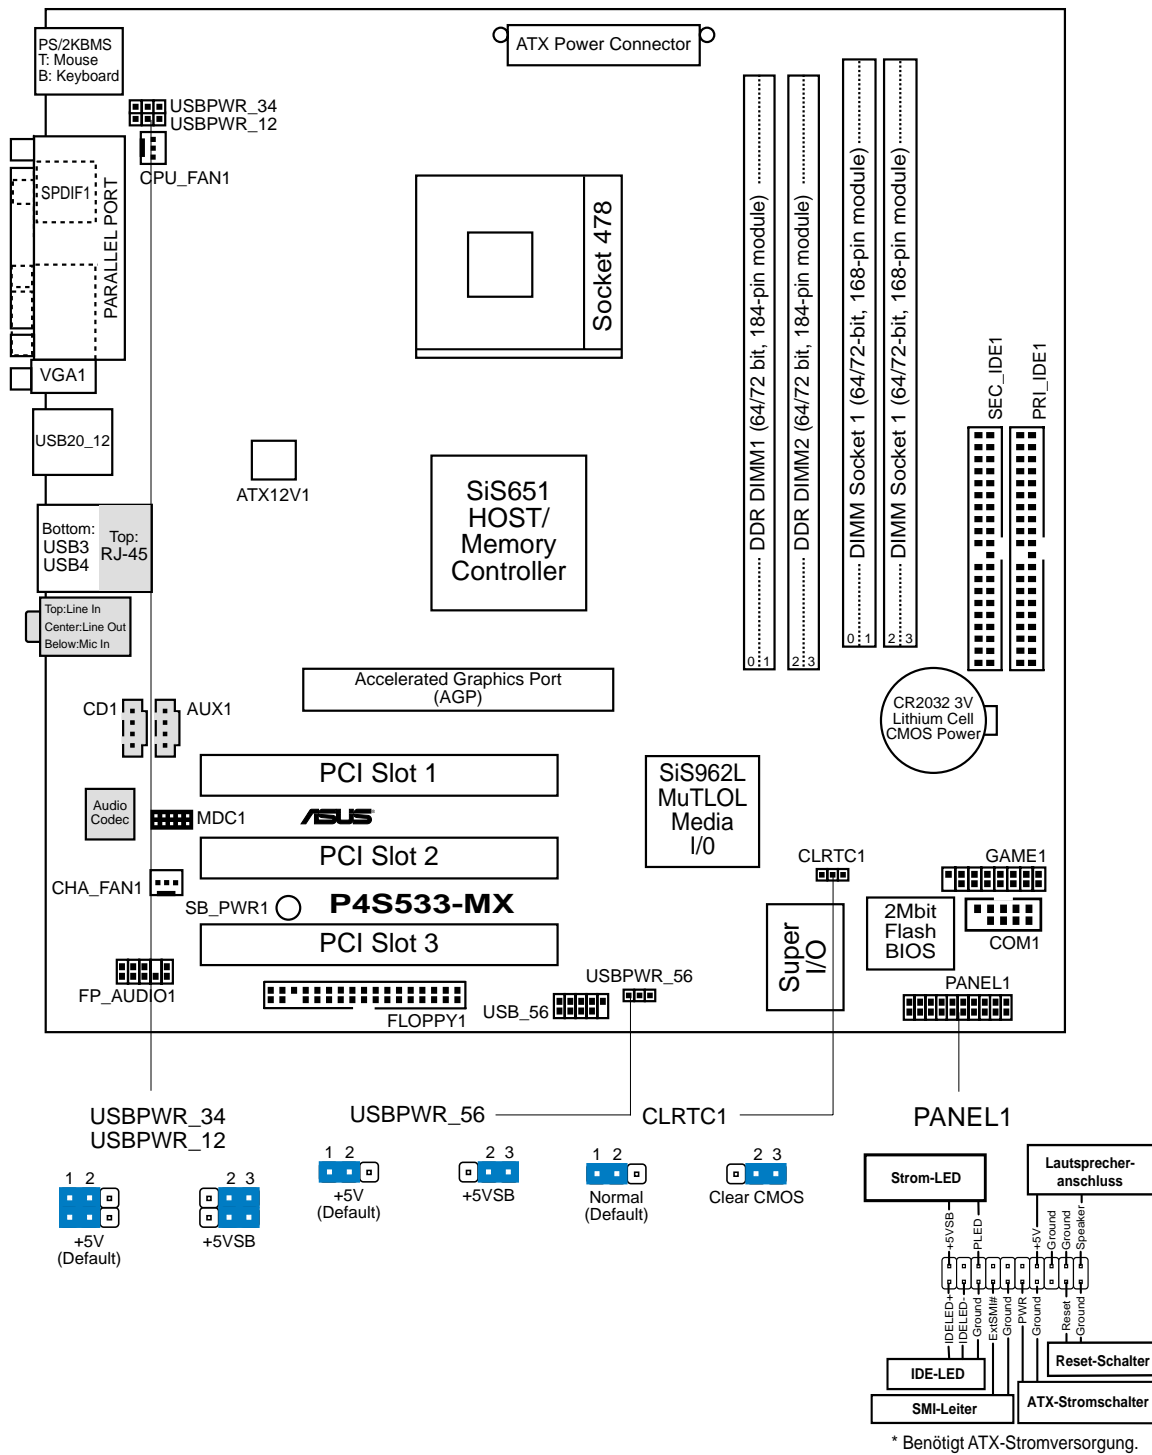 PS/2KBMS
T: Mouse
B: Keyboard
ATX Power Connector
USBPWR_34
USBPWR_12
CPU_FAN1
SPDIF1
PARALLEL PORT
VGA1
USB20_12
ATX12V1
Socket 478
SiS651
HOST/
Memory
Controller
DDR DIMM1 (64/72 bit, 184-pin module)
DDR DIMM2 (64/72 bit, 184-pin module)
DIMM Socket 1 (64/72-bit, 168-pin module)
DIMM Socket 1 (64/72-bit, 168-pin module)
0 1
2 3
0 1
2 3
SEC_IDE1
PRI_IDE1
Bottom:
USB3
USB4
Top:
RJ-45
Top:Line In
Center:Line Out
Below:Mic In
Accelerated Graphics Port
(AGP)
CR2032 3V
Lithium Cell
CMOS Power
CD1
AUX1
PCI Slot 1
SiS962L
MuTLOL
Media
I/0
Audio
Codec
MDC1
ASUS
PCI Slot 2
CLRTC1
GAME1
CHA_FAN1
SB_PWR1
P4S533-MX
PCI Slot 3
Super
I/O
2Mbit
Flash
BIOS
COM1
FP_AUDIO1
FLOPPY1
USB_56
USBPWR_56
PANEL1
USBPWR_34
USBPWR_12
USBPWR_56
CLRTC1
PANEL1
1 2
+5V
(Default)
2 3
+5VSB
1 2
+5V
(Default)
2 3
+5VSB
1 2
Normal
(Default)
2 3
Clear CMOS
Strom-LED
Lautsprecher-
anschluss
+5VSB
PLED
+5V
Ground
Ground
Speaker
IDELED+
IDELED-
Ground
ExtSMI#
Ground
PWR
Ground
Reset
Ground
IDE-LED
Reset-Schalter
SMI-Leiter
ATX-Stromschalter
* Benötigt ATX-Stromversorgung.